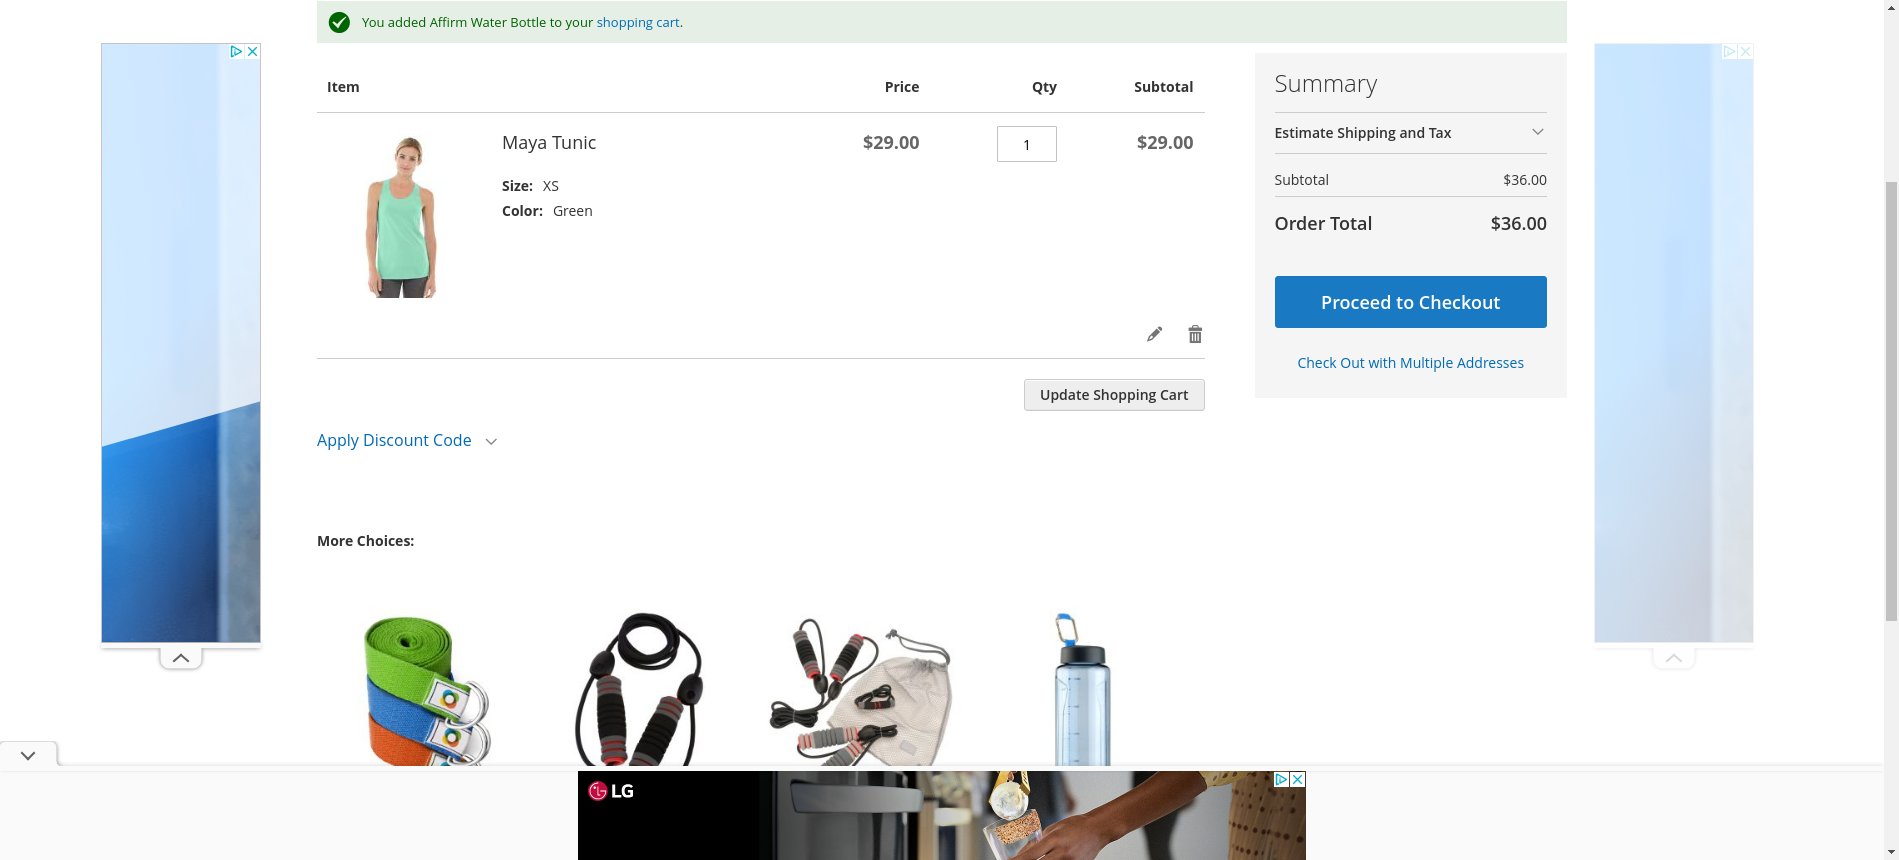 You added Affirm Water Bottle to your shopping cart.
Item Price Qty Subtotal
Maya Tunic $29.00 1 $29.00
Size: XS
Color: Green
Update Shopping Cart
Apply Discount Code
More Choices:
Summary
Estimate Shipping and Tax
Subtotal $36.00
Order Total $36.00
Proceed to Checkout
Check Out with Multiple Addresses
LG